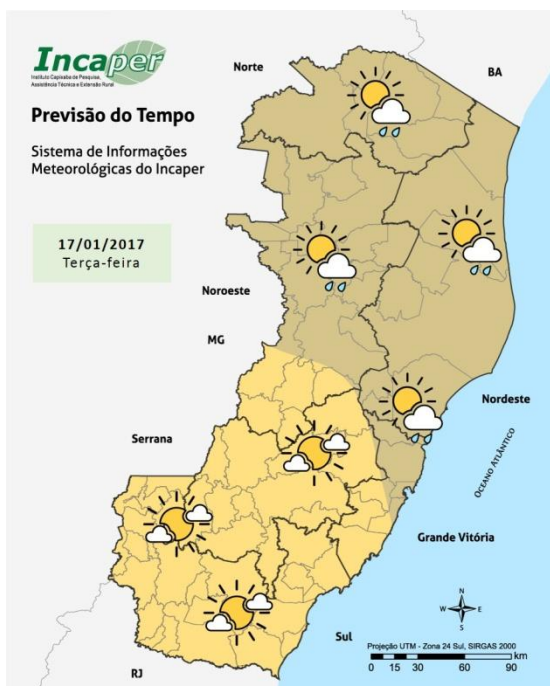 Incaper
Instituto Capixaba de Pesquisa,
Assistência Técnica e Extensão Rural
Previsão do Tempo
Sistema de Informações
Meteorológicas do Incaper
17/01/2017
Terça-feira
Norte
BA
Noroeste
MG
Nordeste
Serrana
OCEANO ATLÂNTICO
Grande Vitória
Sul
RJ
N
W
E
S
Projeção UTM - Zona 24 Sul, SIRGAS 2000
km
0 15 30 60 90